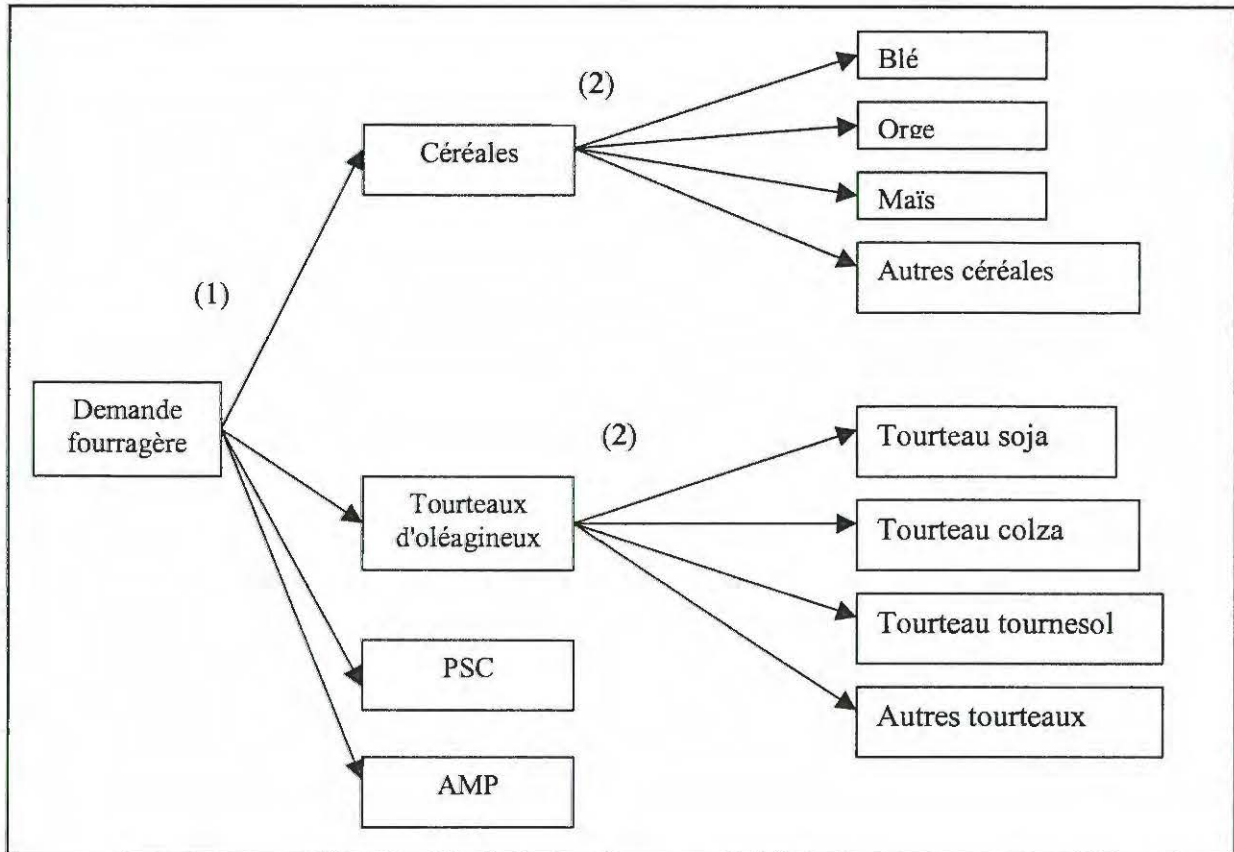 (2)
Blé
Orge
Céréales
Maïs
Autres céréales
(1)
Demande
fourragère
(2)
Tourteau soja
Tourteaux
d'oléagineux
Tourteau colza
Tourteau tournesol
PSC
Autres tourteaux
AMP